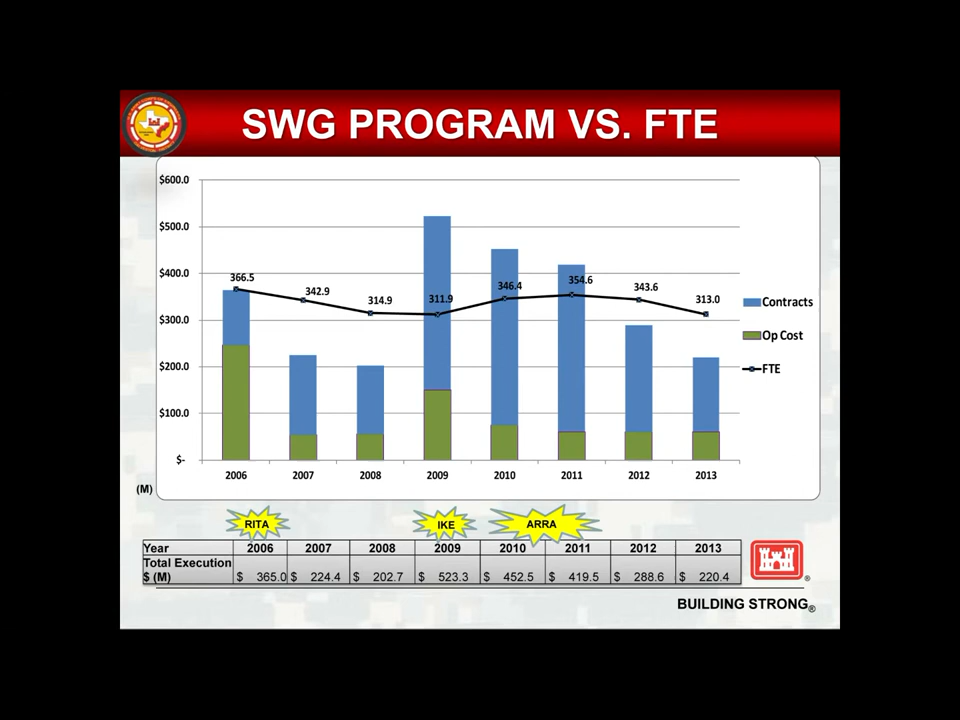 SWG PROGRAM VS. FTE
$600.0
$500.0
$400.0
$300.0
$200.0
$100.0
$-
366.5
342.9
314.9
311.9
346.4
354.6
343.6
313.0
Contracts
Op Cost
FTE
2006 2007 2008 2009 2010 2011 2012 2013
(M)
RITA IKE ARRA
Year 2006 2007 2008 2009 2010 2011 2012 2013
Total Execution
$ (M) $ 365.0 $ 224.4 $ 202.7 $ 523.3 $ 452.5 $ 419.5 $ 288.6 $ 220.4
®
BUILDING STRONG®